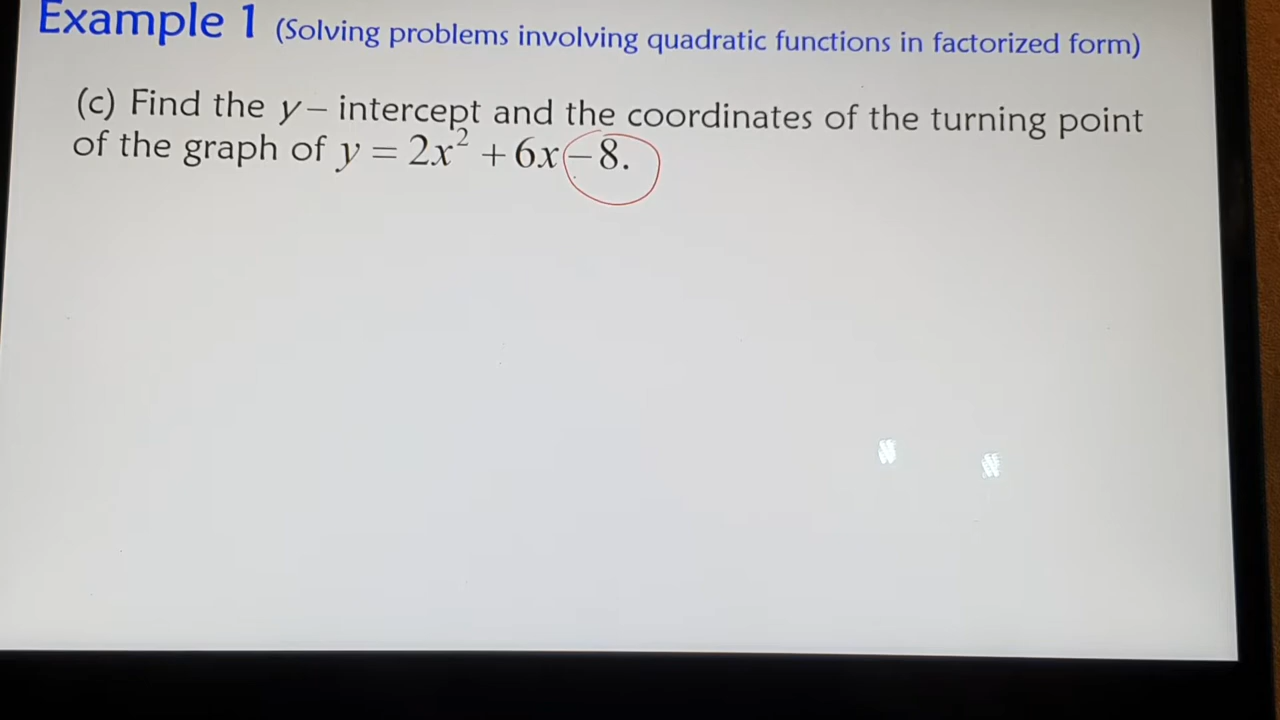 Example 1 (Solving problems involving quadratic functions in factorized form)
(c) Find the y– intercept and the coordinates of the turning point
of the graph of y = 2x² + 6x – 8.